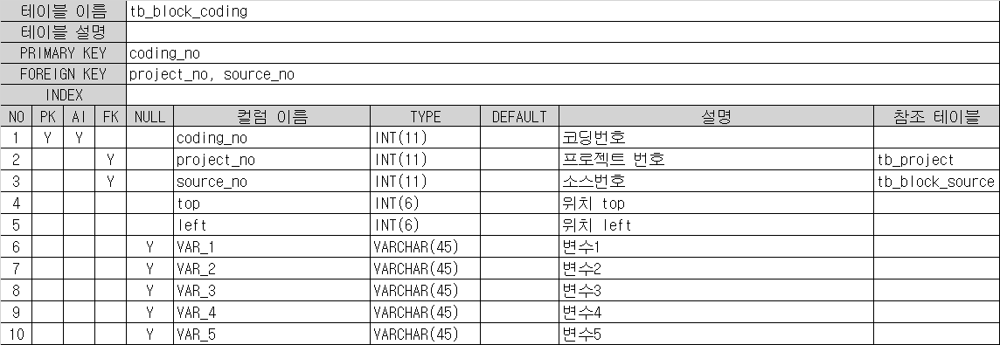 테이블 이름 tb_block_coding
테이블 설명
PRIMARY KEY coding_no
FOREIGN KEY project_no, source_no
INDEX
NO PK AI FK NULL 컬럼 이름 TYPE DEFAULT 설명 참조 테이블
1 Y Y coding_no INT(11) 코딩번호
2 Y project_no INT(11) 프로젝트 번호 tb_project
3 Y source_no INT(11) 소스번호 tb_block_source
4 top INT(6) 위치 top
5 left INT(6) 위치 left
6 Y VAR_1 VARCHAR(45) 변수1
7 Y VAR_2 VARCHAR(45) 변수2
8 Y VAR_3 VARCHAR(45) 변수3
9 Y VAR_4 VARCHAR(45) 변수4
10 Y VAR_5 VARCHAR(45) 변수5